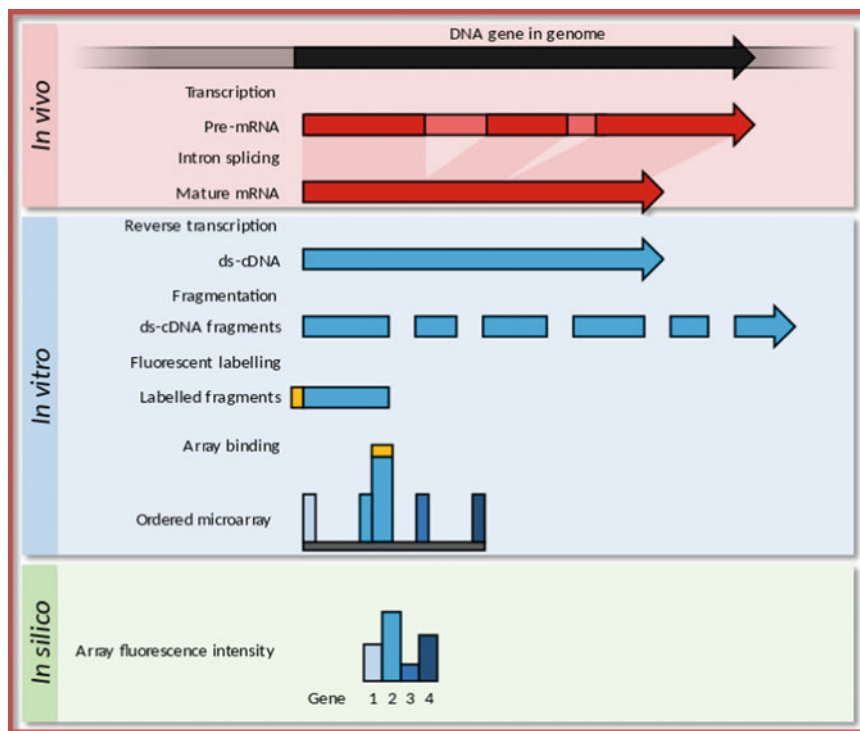 In vivo
DNA gene in genome
Transcription
Pre-mRNA
Intron splicing
Mature mRNA
In vitro
Reverse transcription
ds-cDNA
Fragmentation
ds-cDNA fragments
Fluorescent labelling
Labelled fragments
Array binding
Ordered microarray
In silico
Array fluorescence intensity
Gene 1 2 3 4